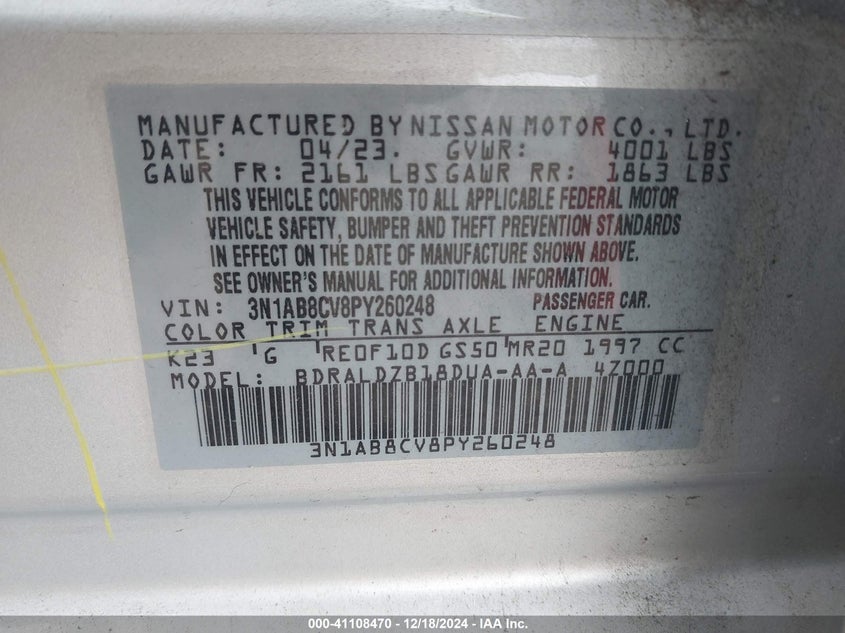 MANUFACTURED BY NISSAN MOTOR CO., LTD.
DATE: 04/23. GVWR: 4001 LBS
GAWR FR: 2161 LBS GAWR RR: 1863 LBS
THIS VEHICLE CONFORMS TO ALL APPLICABLE FEDERAL MOTOR
VEHICLE SAFETY, BUMPER AND THEFT PREVENTION STANDARDS
IN EFFECT ON THE DATE OF MANUFACTURE SHOWN ABOVE.
SEE OWNER'S MANUAL FOR ADDITIONAL INFORMATION.
VIN: 3N1AB8CV8PY260248 PASSENGER CAR.
COLOR TRIM TRANS AXLE ENGINE
K23 'G 'RE0F10D GS50'MR20 1997 CC
MODEL: BDRALDZB18DUA-AA-A 4Z000
3N1AB8CV8PY260248
000-41108470 - 12/18/2024 - IAA Inc.